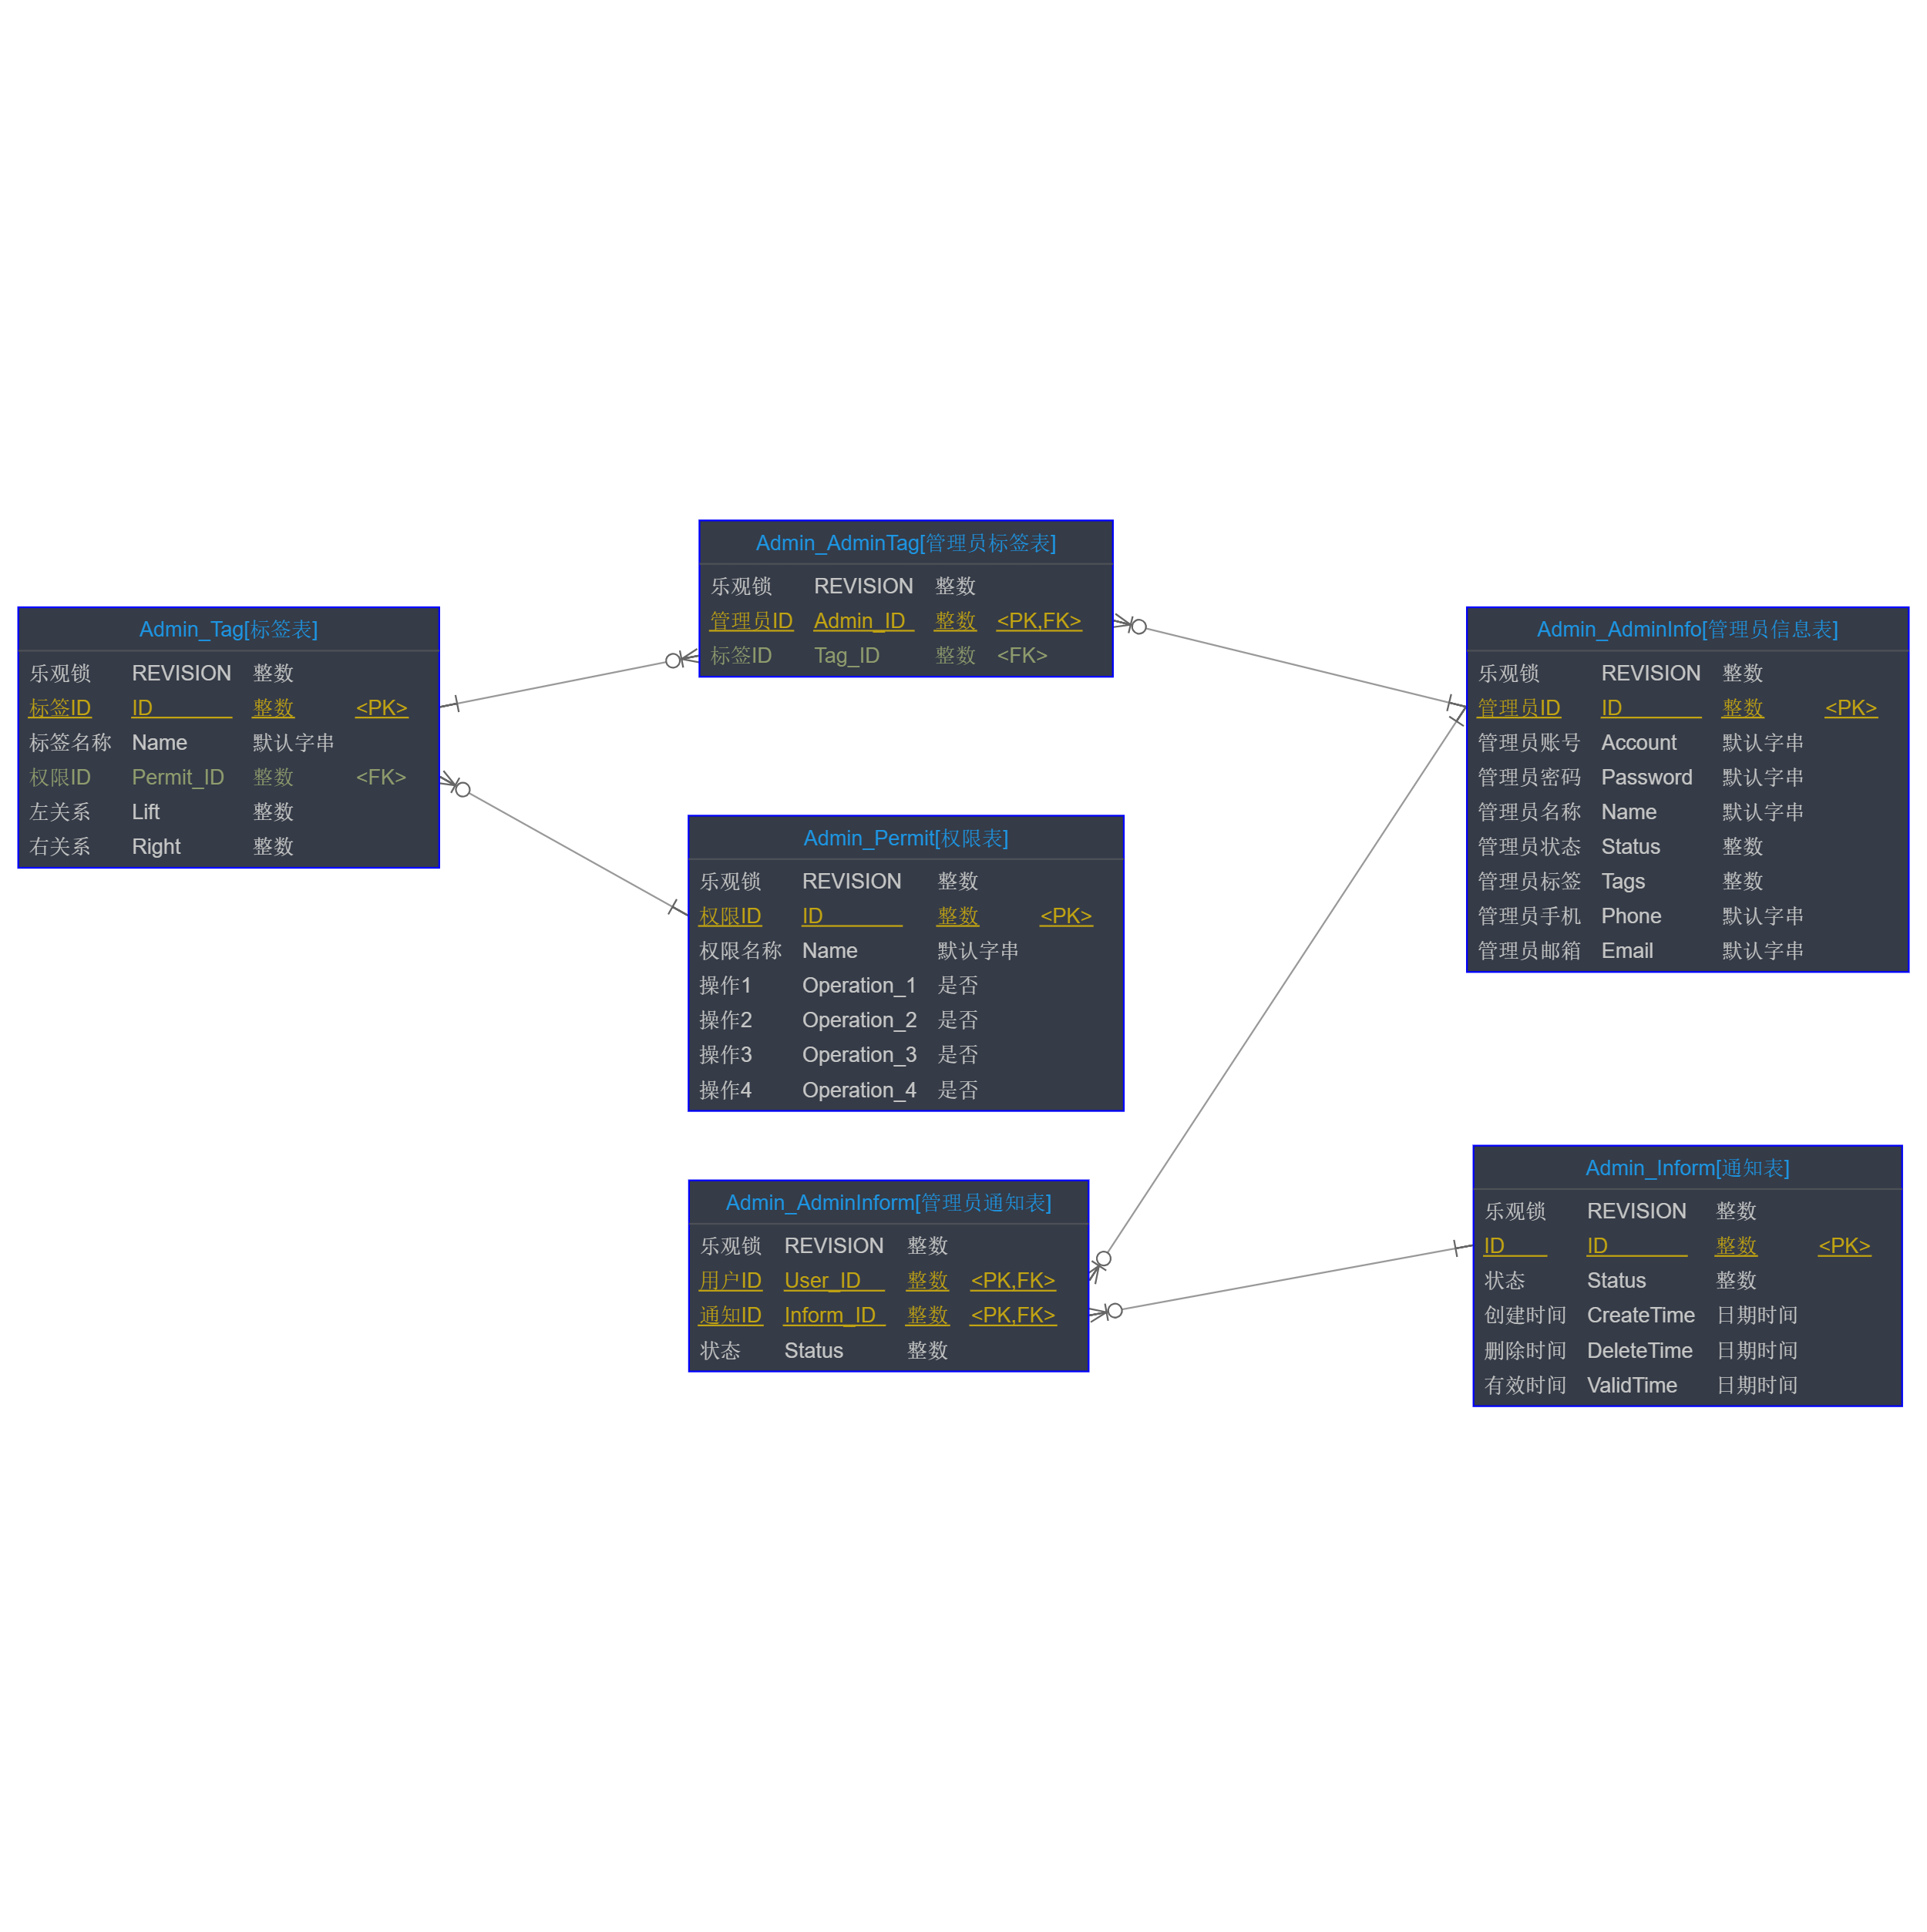 Admin_AdminTag[管理员标签表]
乐观锁 REVISION 整数
管理员ID Admin_ID 整数 <PK,FK>
标签ID Tag_ID 整数 <FK>
Admin_Tag[标签表]
乐观锁 REVISION 整数
标签ID ID 整数 <PK>
标签名称 Name 默认字串
权限ID Permit_ID 整数 <FK>
左关系 Lift 整数
右关系 Right 整数
Admin_AdminInfo[管理员信息表]
乐观锁 REVISION 整数
管理员ID ID 整数 <PK>
管理员账号 Account 默认字串
管理员密码 Password 默认字串
管理员名称 Name 默认字串
管理员状态 Status 整数
管理员标签 Tags 整数
管理员手机 Phone 默认字串
管理员邮箱 Email 默认字串
Admin_Permit[权限表]
乐观锁 REVISION 整数
权限ID ID 整数 <PK>
权限名称 Name 默认字串
操作1 Operation_1 是否
操作2 Operation_2 是否
操作3 Operation_3 是否
操作4 Operation_4 是否
Admin_AdminInform[管理员通知表]
乐观锁 REVISION 整数
用户ID User_ID 整数 <PK,FK>
通知ID Inform_ID 整数 <PK,FK>
状态 Status 整数
Admin_Inform[通知表]
乐观锁 REVISION 整数
ID ID 整数 <PK>
状态 Status 整数
创建时间 CreateTime 日期时间
删除时间 DeleteTime 日期时间
有效时间 ValidTime 日期时间